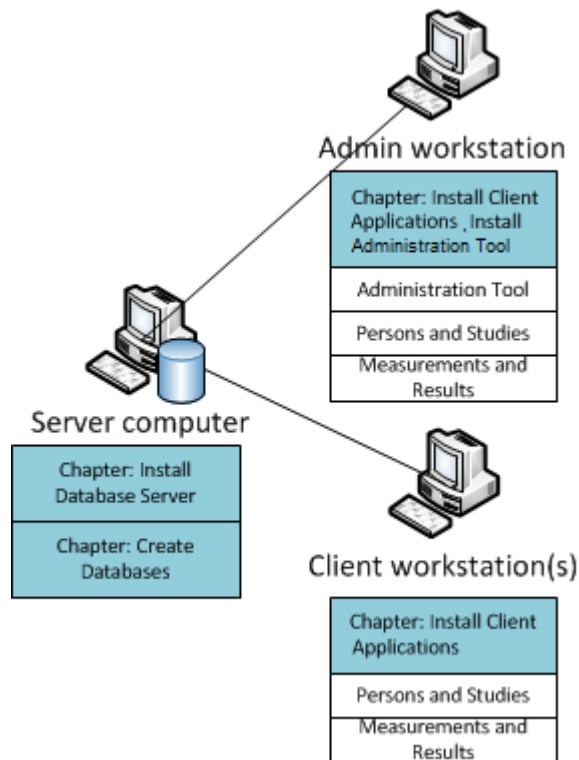 Admin workstation
Chapter: Install Client
Applications , Install
Administration Tool
Administration Tool
Persons and Studies
Measurements and
Results
Server computer
Chapter: Install
Database Server
Chapter: Create
Databases
Client workstation(s)
Chapter: Install Client
Applications
Persons and Studies
Measurements and
Results